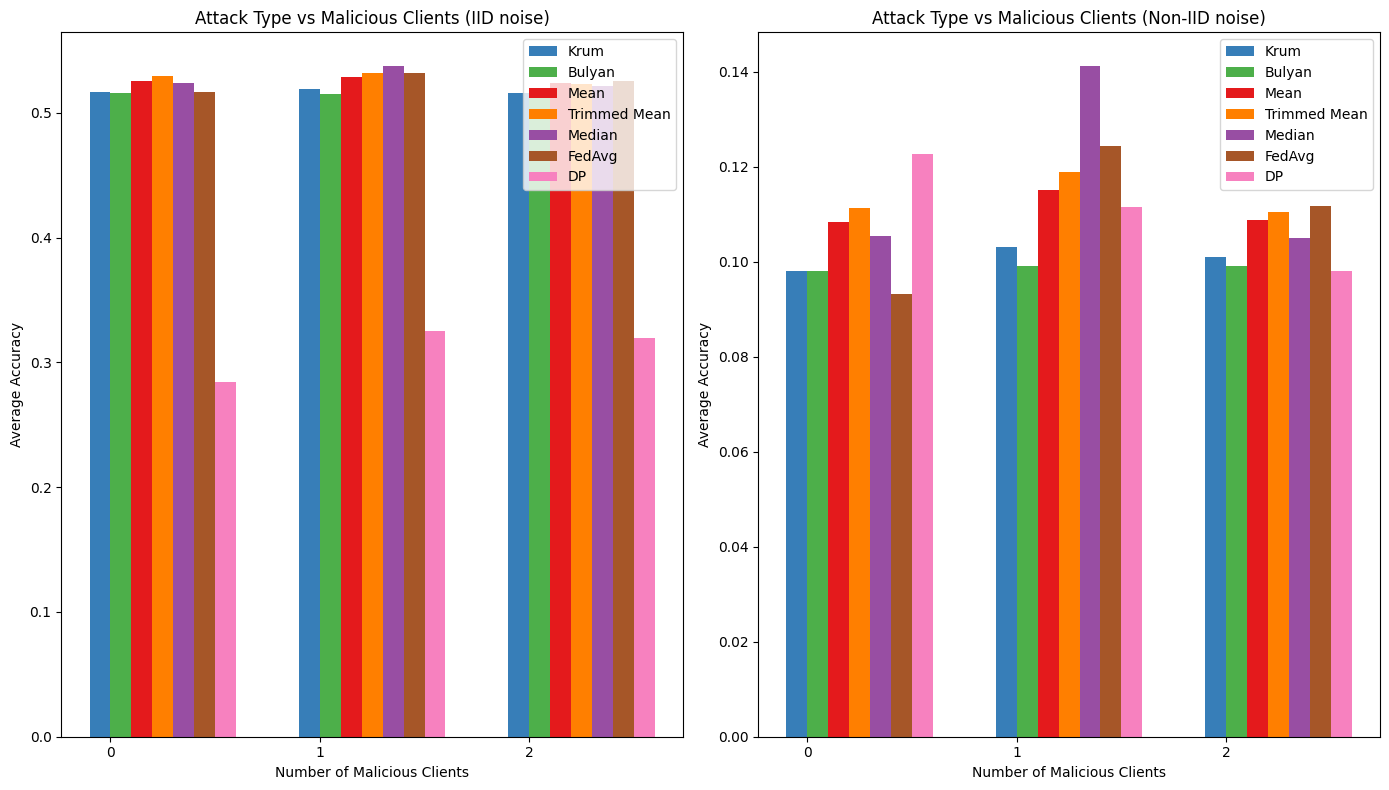 Attack Type vs Malicious Clients (IID noise)
Average Accuracy
0.5
0.4
0.3
0.2
0.1
0.0
Krum
Bulyan
Mean
Trimmed Mean
Median
FedAvg
DP
0 1 2
Number of Malicious Clients
Attack Type vs Malicious Clients (Non-IID noise)
Average Accuracy
0.14
0.12
0.10
0.08
0.06
0.04
0.02
0.00
Krum
Bulyan
Mean
Trimmed Mean
Median
FedAvg
DP
0 1 2
Number of Malicious Clients